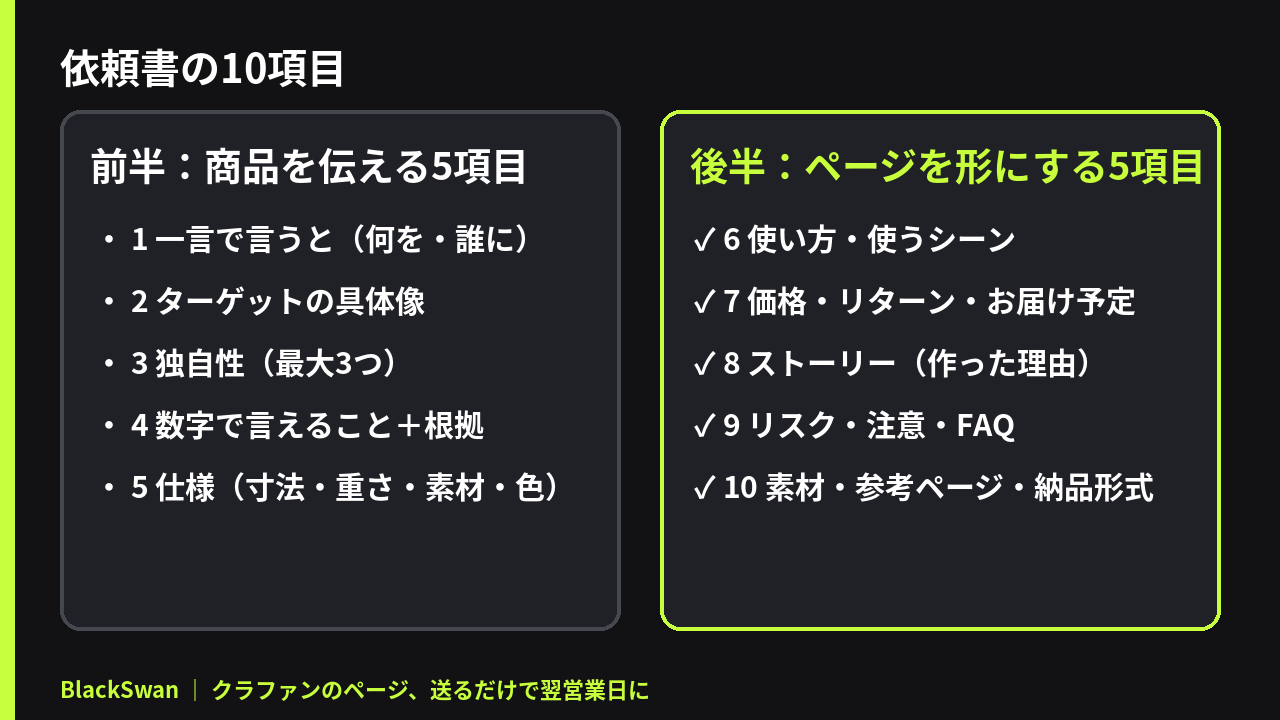 依頼書の10項目
前半：商品を伝える5項目
・ 1 一言で言うと（何を・誰に）
・ 2 ターゲットの具体像
・ 3 独自性（最大3つ）
・ 4 数字で言えること＋根拠
・ 5 仕様（寸法・重さ・素材・色）
後半：ページを形にする5項目
✓ 6 使い方・使うシーン
✓ 7 価格・リターン・お届け予定
✓ 8 ストーリー（作った理由）
✓ 9 リスク・注意・FAQ
✓ 10 素材・参考ページ・納品形式
BlackSwan ｜ クラファンのページ、送るだけで翌営業日に